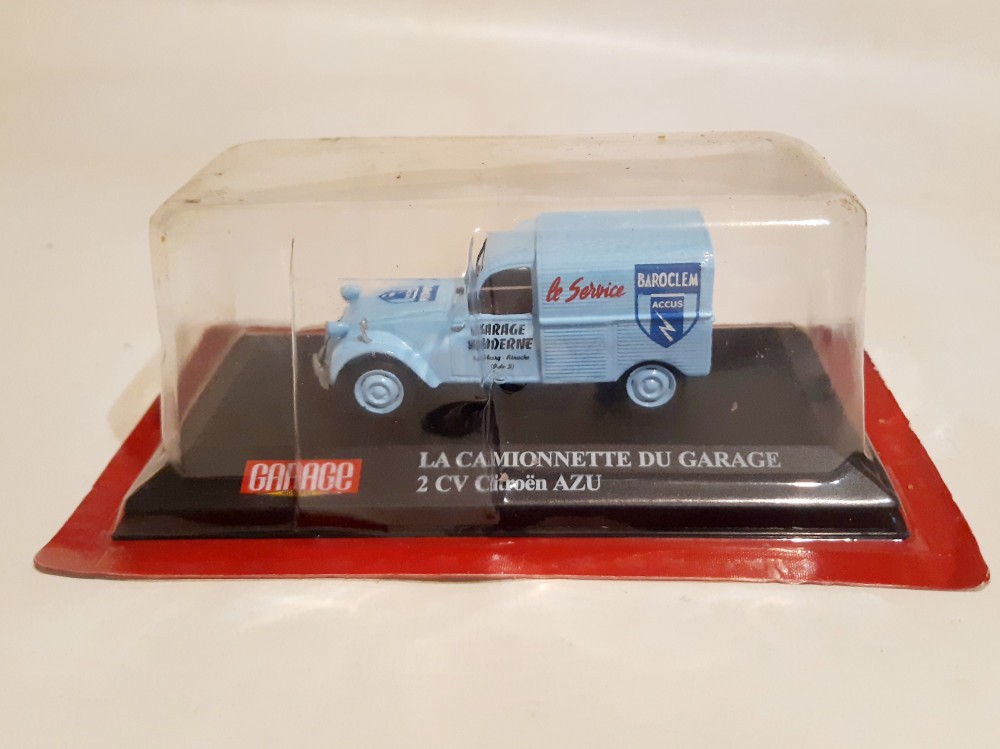 le Service
BAROCLEM
ACCUS
GARAGE
MODERNE
GARAGE
LA CAMIONNETTE DU GARAGE
2 CV Citroën AZU